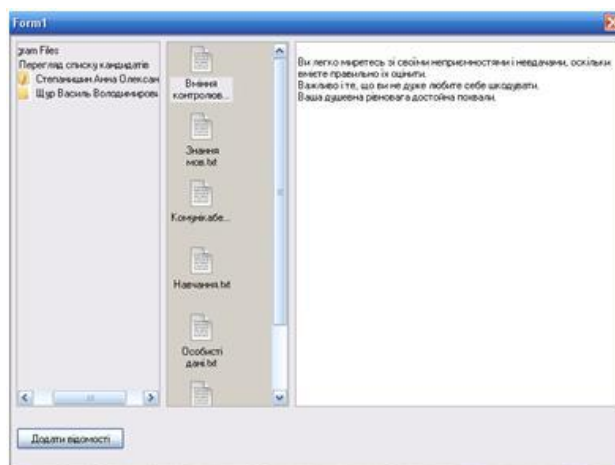 Form1
gram Files
Перегляд списку кандидатів
Степанишин Анна Олексан
Щур Василь Володимирови
Вміння
контролюв...
Знання
мов.txt
Комунікабе...
Навчання.txt
Особисті
дані.txt
Ви легко миретесь зі своїми неприємностями і невдачами, оскільки
вмієте правильно їх оцінити.
Важливо і те, що ви не дуже любите себе шкодувати.
Ваша душевна рівновага достойна похвали.
Додати відомості